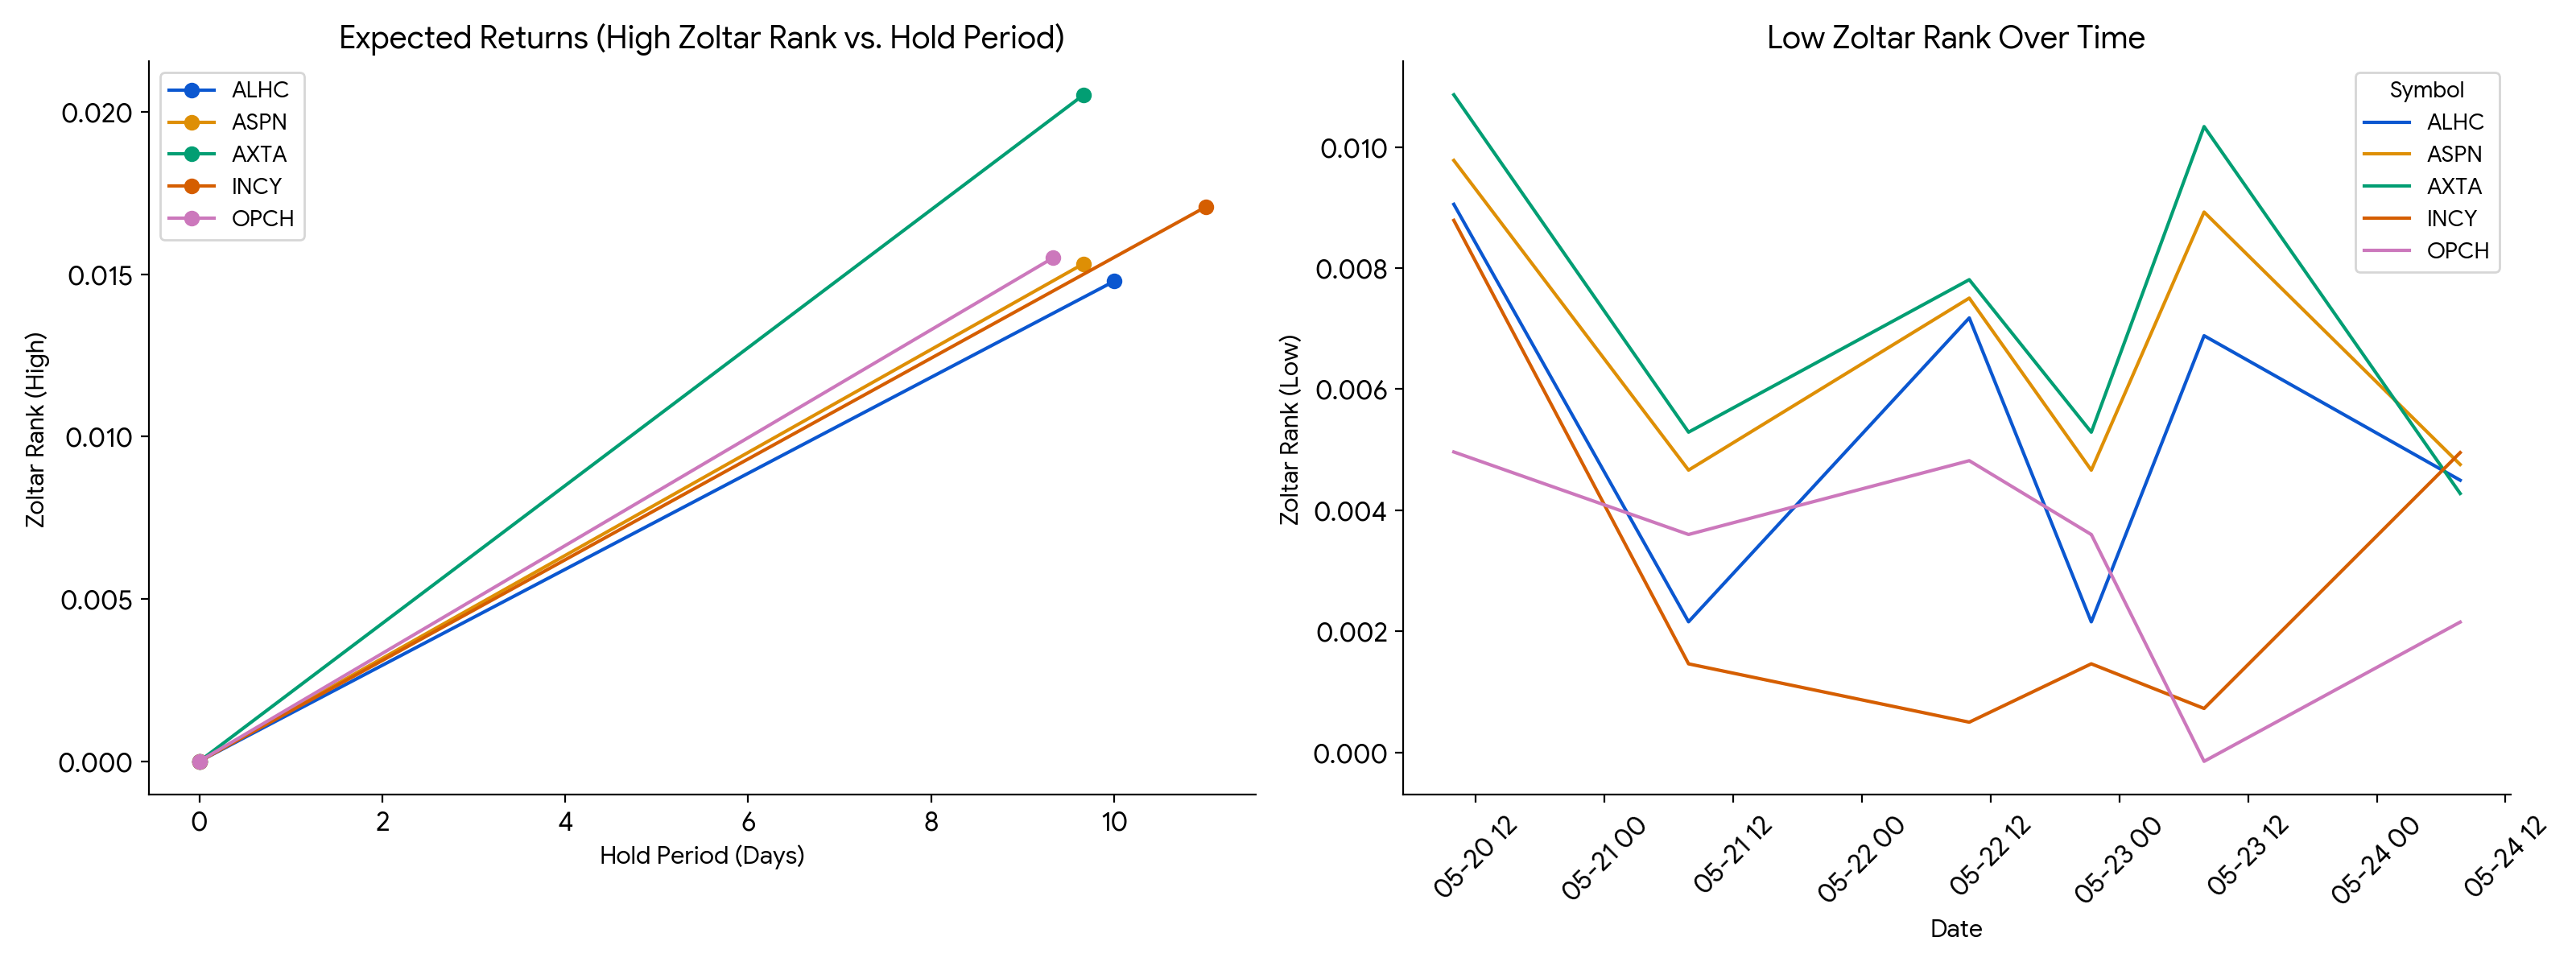 Expected Returns (High Zoltar Rank vs. Hold Period)
ALHC
ASPN
AXTA
INCY
OPCH
Zoltar Rank (High)
0.020
0.015
0.010
0.005
0.000
0 2 4 6 8 10
Hold Period (Days)
Low Zoltar Rank Over Time
Symbol
ALHC
ASPN
AXTA
INCY
OPCH
Zoltar Rank (Low)
0.010
0.008
0.006
0.004
0.002
0.000
05-20 12 05-21 00 05-21 12 05-22 00 05-22 12 05-23 00 05-23 12 05-24 00 05-24 12
Date